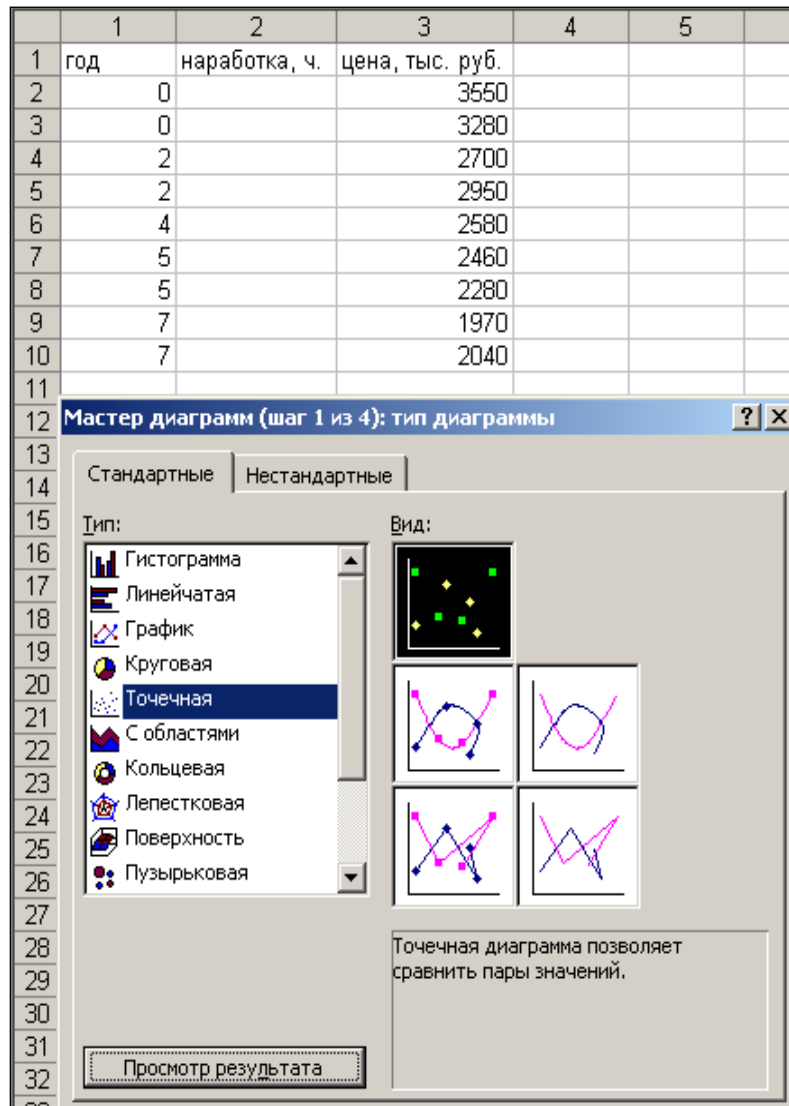 1 2 3 4 5
1 год наработка, ч. цена, тыс. руб.
2 0 3550
3 0 3280
4 2 2700
5 2 2950
6 4 2580
7 5 2460
8 5 2280
9 7 1970
10 7 2040
11
12 Мастер диаграмм (шаг 1 из 4): тип диаграммы
13
14 Стандартные Нестандартные
15 Тип: Вид:
16 Гистограмма
17 Линейчатая
18 График
19
20 Круговая
21 Точечная
22 С областями
23 Кольцевая
24 Лепестковая
25 Поверхность
26 Пузырьковая
27
28 Точечная диаграмма позволяет
29 сравнить пары значений.
30
31
32 Просмотр результата